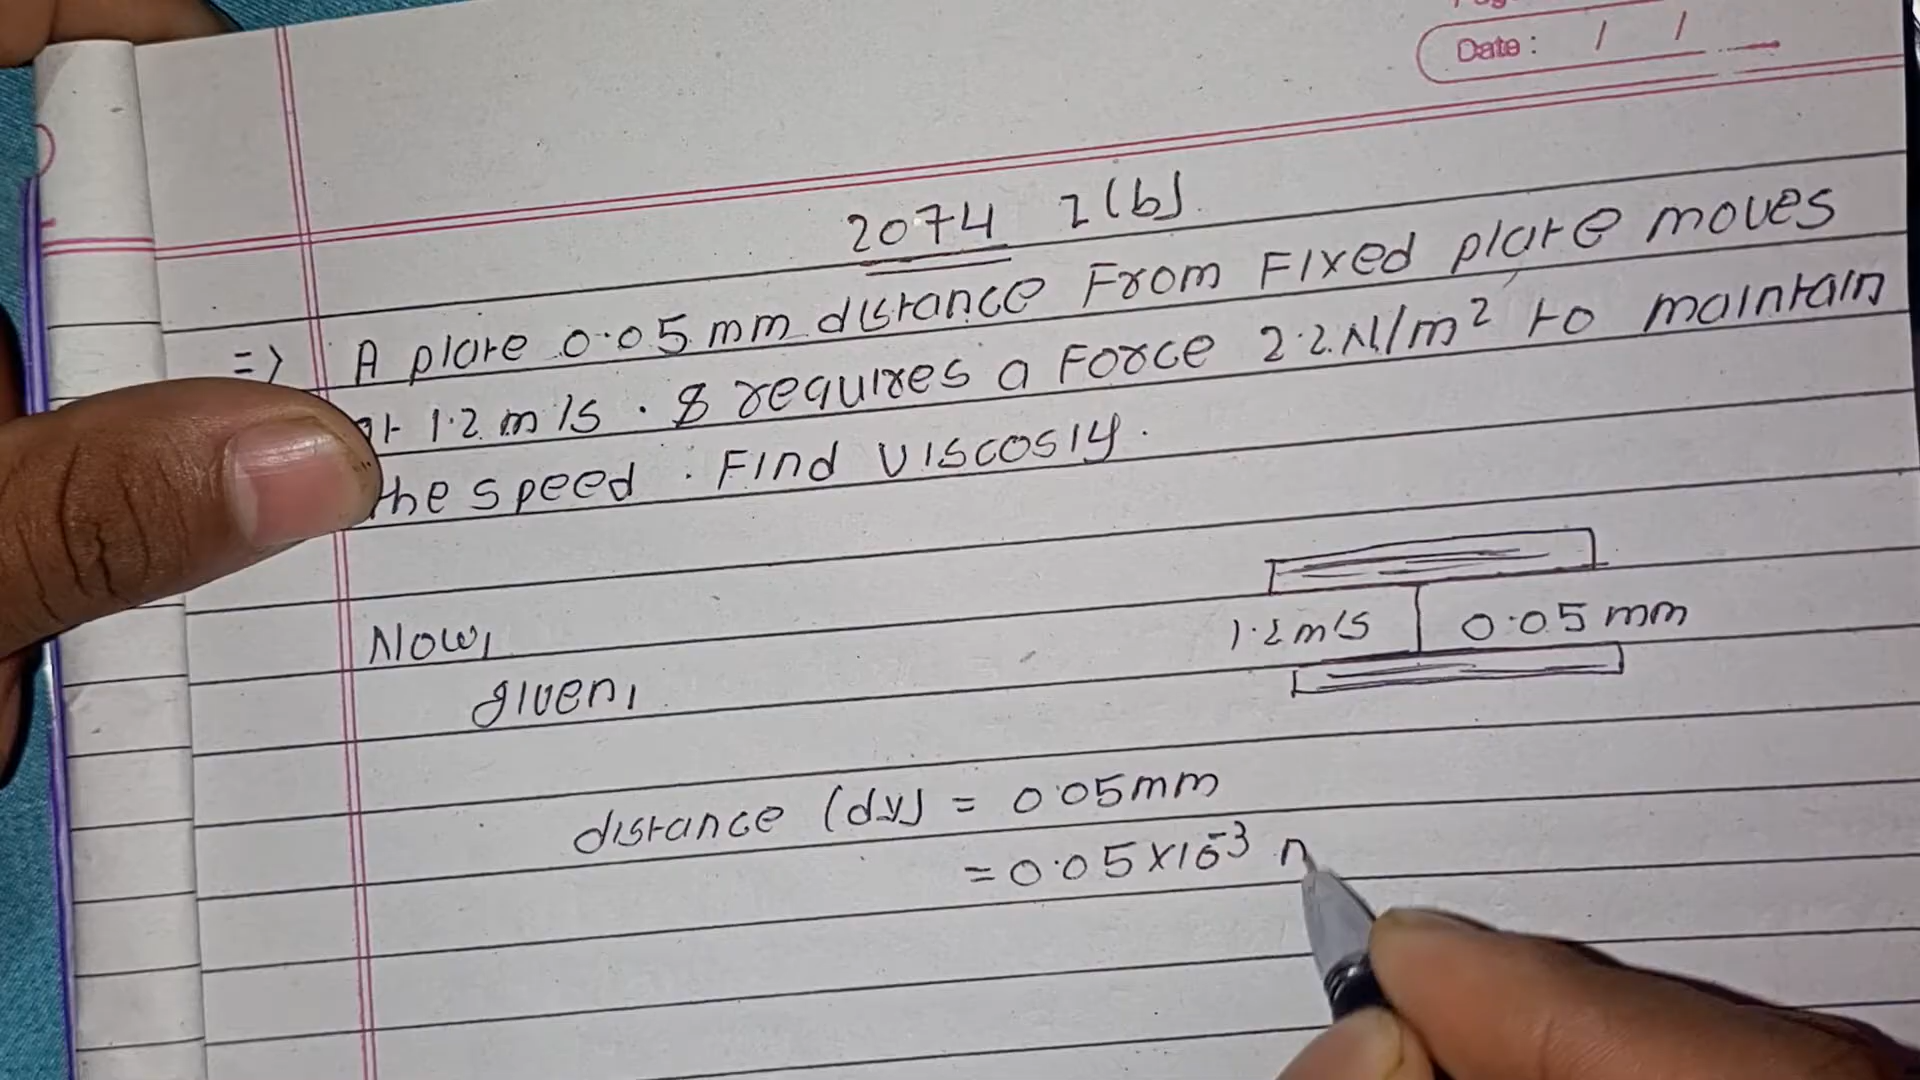 Date: / /
2074 2(b)
=> A plate 0.05 mm distance From Fixed plate moves
at 1.2 m/s. & requires a Force 2.2 N/m² to maintain
the speed. Find viscosiy.
Now,
given,
1.2 m/s 0.05 mm
distance (dy) = 0.05mm
= 0.05×10⁻³